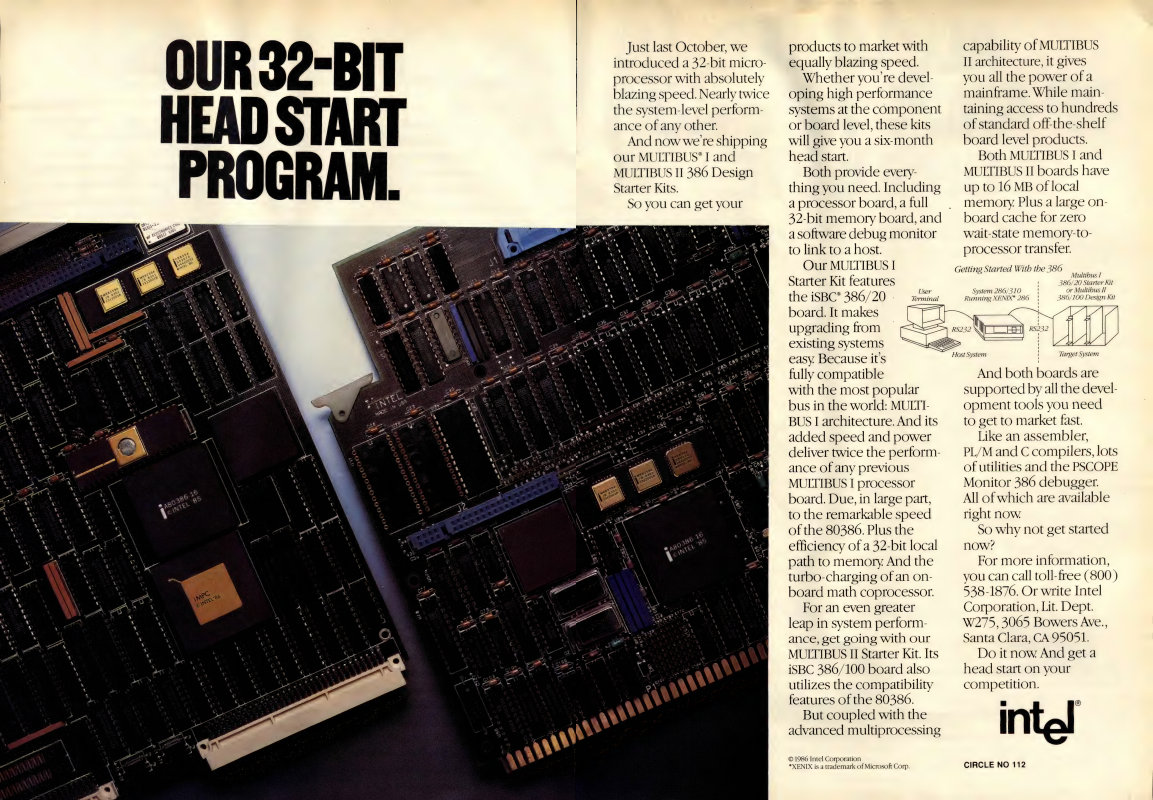 OUR 32-BIT
HEAD START
PROGRAM.
Just last October, we
introduced a 32-bit micro-
processor with absolutely
blazing speed. Nearly twice
the system-level perform-
ance of any other.
And now we're shipping
our MULTIBUS® I and
MULTIBUS II 386 Design
Starter Kits.
So you can get your
products to market with
equally blazing speed.
Whether you're devel-
oping high performance
systems at the component
or board level, these kits
will give you a six-month
head start.
Both provide every-
thing you need. Including
a processor board, a full
32-bit memory board, and
a software debug monitor
to link to a host.
Our MULTIBUS I
Starter Kit features
the iSBC® 386/20
board. It makes
upgrading from
existing systems
easy. Because it's
fully compatible
with the most popular
bus in the world: MULTI-
BUS I architecture. And its
added speed and power
deliver twice the perform-
ance of any previous
MULTIBUS I processor
board. Due, in large part,
to the remarkable speed
of the 80386. Plus the
efficiency of a 32-bit local
path to memory. And the
turbo-charging of an on-
board math coprocessor.
For an even greater
leap in system perform-
ance, get going with our
MULTIBUS II Starter Kit. Its
iSBC 386/100 board also
utilizes the compatibility
features of the 80386.
But coupled with the
advanced multiprocessing
capability of MULTIBUS
II architecture, it gives
you all the power of a
mainframe. While main-
taining access to hundreds
of standard off-the-shelf
board level products.
Both MULTIBUS I and
MULTIBUS II boards have
up to 16 MB of local
memory. Plus a large on-
board cache for zero
wait-state memory-to-
processor transfer.
Getting Started With the 386
User
Terminal
System 286/310
Running XENIX* 286
Multibus I
386/20 Starter Kit
or Multibus II
386/100 Design Kit
RS232
RS232
Host System
Target System
And both boards are
supported by all the devel-
opment tools you need
to get to market fast.
Like an assembler,
PL/M and C compilers, lots
of utilities and the PSCOPE
Monitor 386 debugger.
All of which are available
right now.
So why not get started
now?
For more information,
you can call toll-free (800)
538-1876. Or write Intel
Corporation, Lit. Dept.
W275, 3065 Bowers Ave.,
Santa Clara, CA 95051.
Do it now. And get a
head start on your
competition.
intel®
© 1986 Intel Corporation
*XENIX is a trademark of Microsoft Corp.
CIRCLE NO 112
A80386 16
© INTEL '85
iMPC
© INTEL '86
INTEL
J2
A80386 16
© INTEL '85
P1